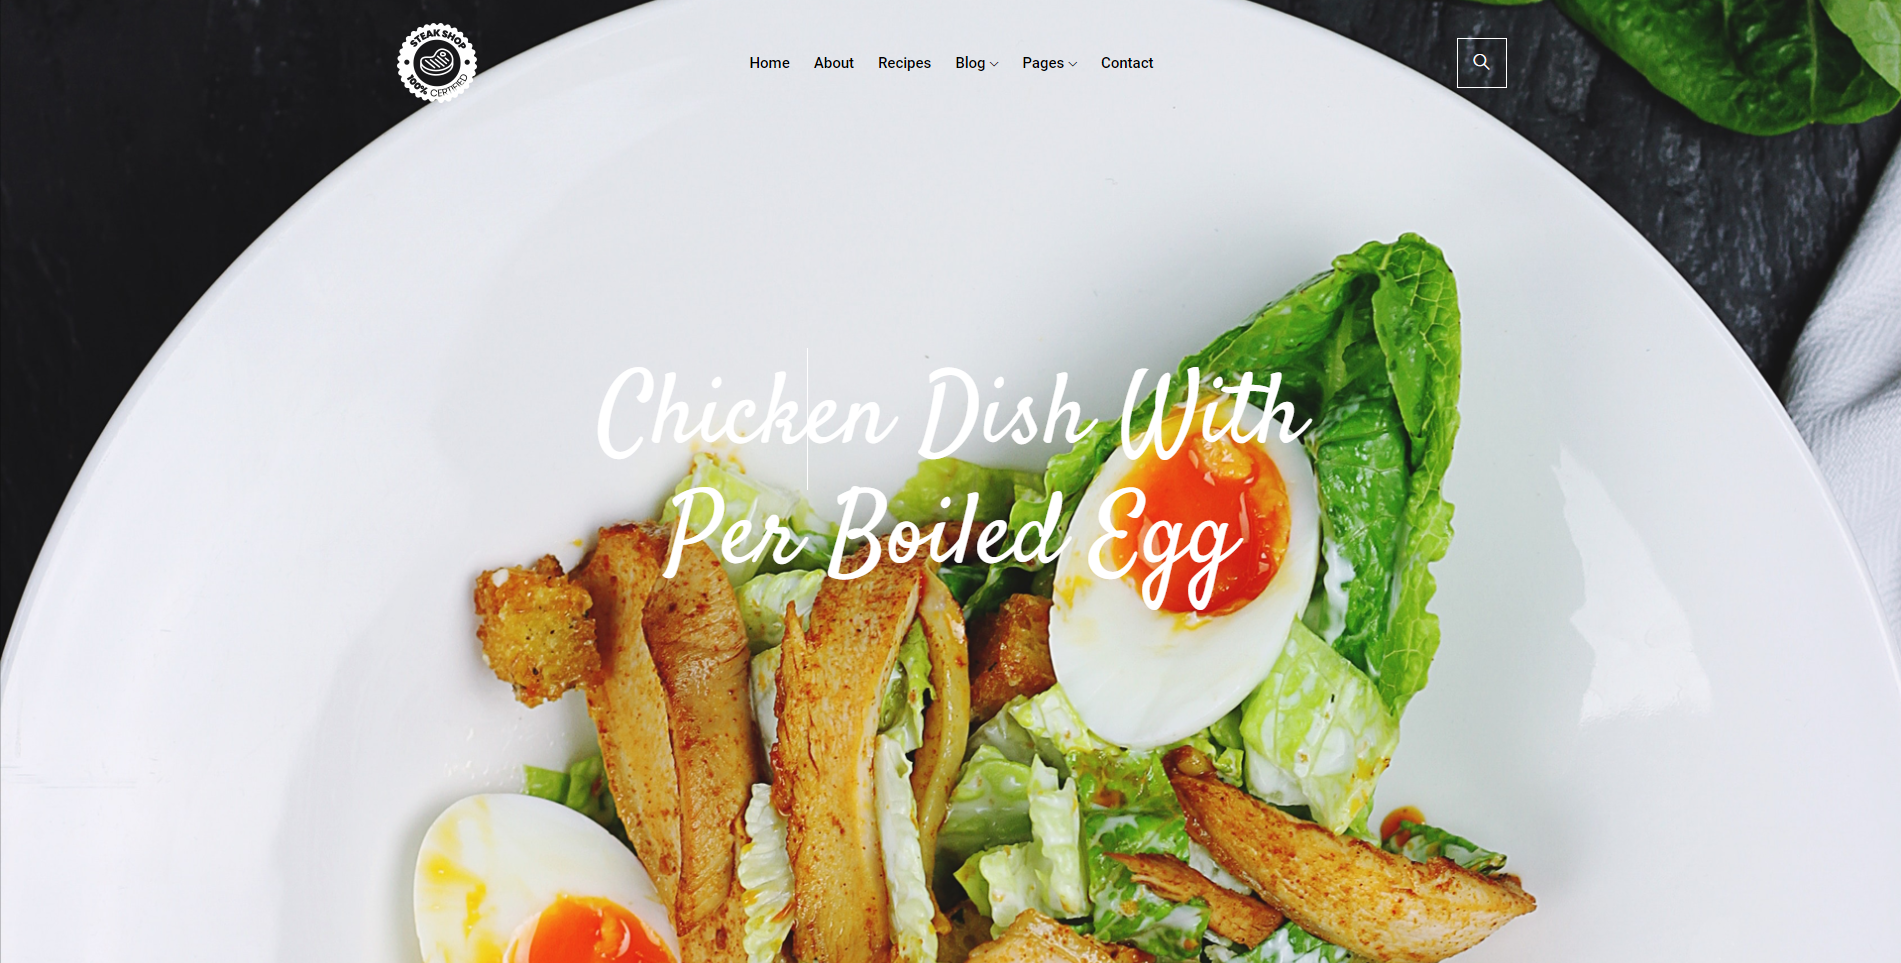 STEAK SHOP
100% CERTIFIED
Home About Recipes Blog Pages Contact
Chicken Dish With
Per Boiled Egg